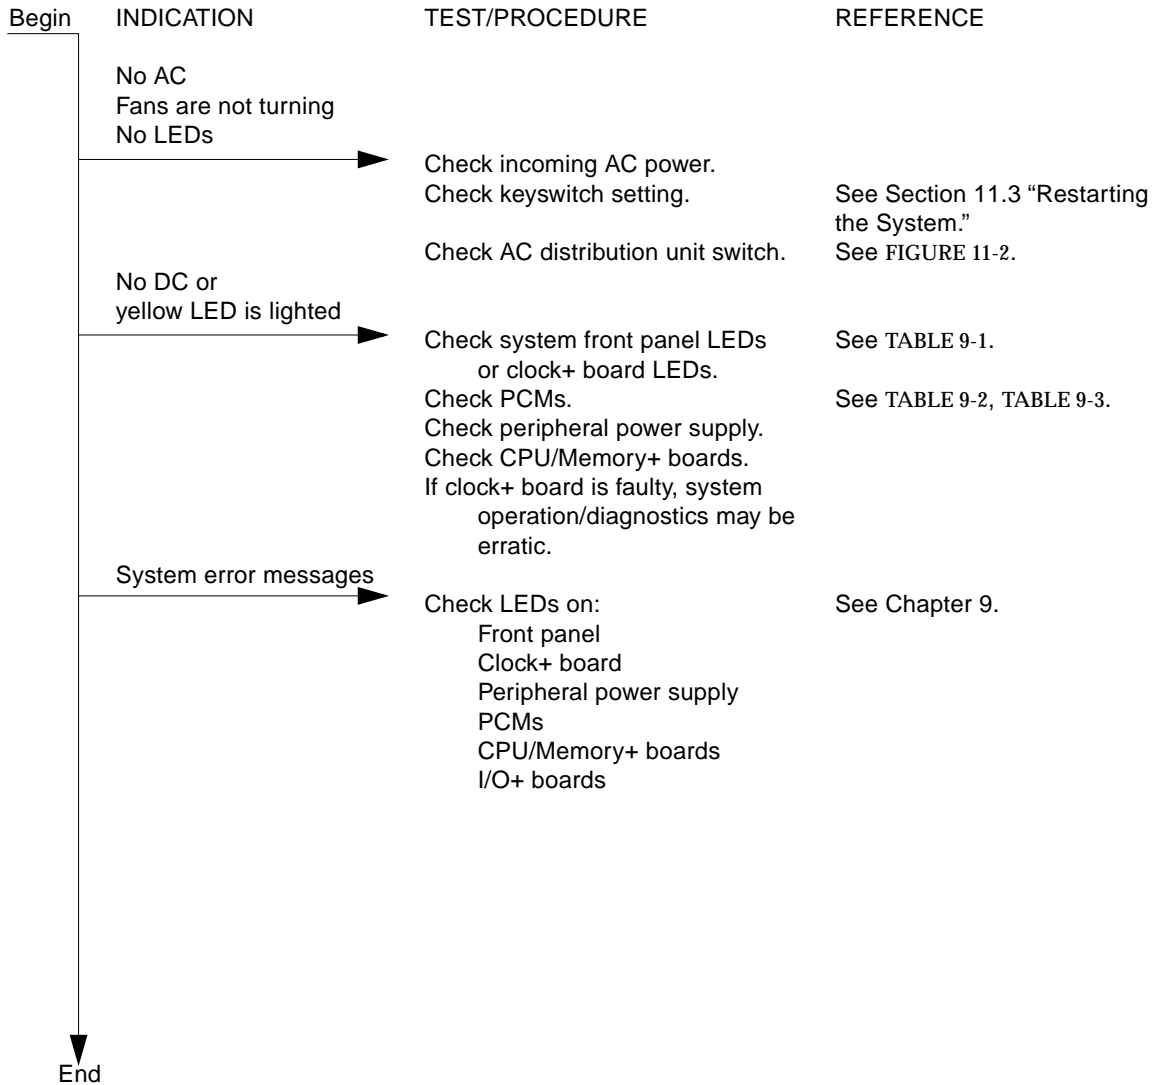 Begin INDICATION TEST/PROCEDURE REFERENCE
No AC
Fans are not turning
No LEDs
Check incoming AC power.
Check keyswitch setting. See Section 11.3 “Restarting
the System.”
Check AC distribution unit switch. See FIGURE 11-2.
No DC or
yellow LED is lighted
Check system front panel LEDs See TABLE 9-1.
or clock+ board LEDs.
Check PCMs. See TABLE 9-2, TABLE 9-3.
Check peripheral power supply.
Check CPU/Memory+ boards.
If clock+ board is faulty, system
operation/diagnostics may be
erratic.
System error messages
Check LEDs on: See Chapter 9.
Front panel
Clock+ board
Peripheral power supply
PCMs
CPU/Memory+ boards
I/O+ boards
End